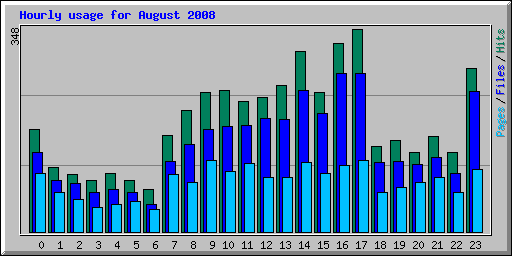 Hourly usage for August 2008
348
Pages / Files / Hits
0 1 2 3 4 5 6 7 8 9 10 11 12 13 14 15 16 17 18 19 20 21 22 23